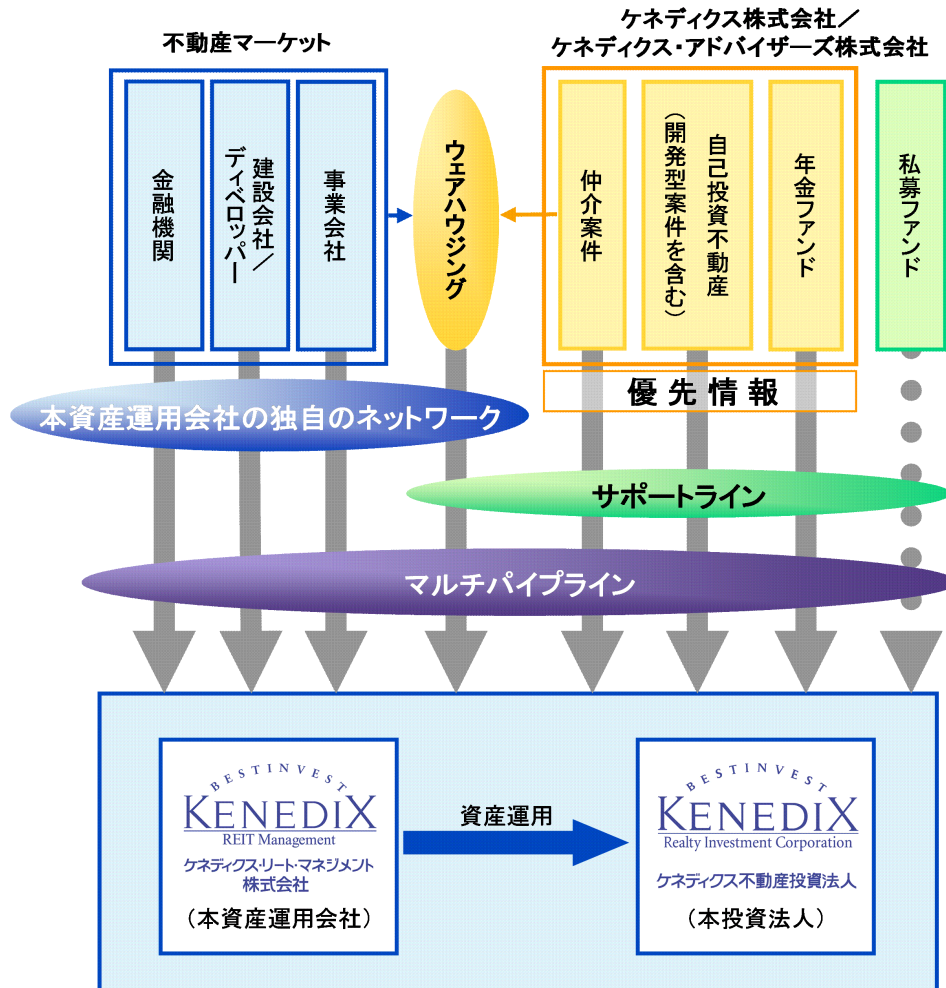 不動産マーケット
ケネディクス株式会社／
ケネディクス・アドバイザーズ株式会社
金融機関
建設会社／
ディベロッパー
事業会社
ウェアハウジング
仲介案件
自己投資不動産
（開発型案件を含む）
年金ファンド
私募ファンド
優先情報
本資産運用会社の独自のネットワーク
サポートライン
マルチパイプライン
BESTINVEST
KENEDIX
REIT Management
ケネディクス・リート・マネジメント
株式会社
（本資産運用会社）
資産運用
BESTINVEST
KENEDIX
Realty Investment Corporation
ケネディクス不動産投資法人
（本投資法人）